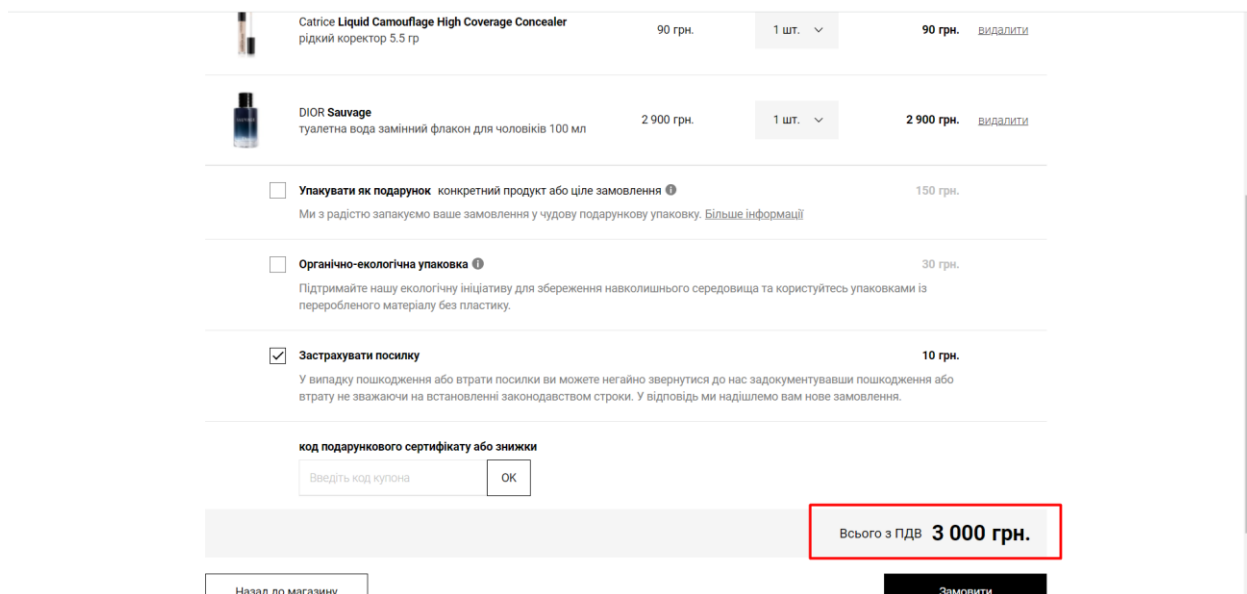 Catrice Liquid Camouflage High Coverage Concealer
рідкий коректор 5.5 гр
90 грн.
1 шт.
90 грн.
видалити
DIOR Sauvage
туалетна вода замінний флакон для чоловіків 100 мл
2 900 грн.
1 шт.
2 900 грн.
видалити
Упакувати як подарунок конкретний продукт або ціле замовлення
150 грн.
Ми з радістю запакуємо ваше замовлення у чудову подарункову упаковку. Більше інформації
Органічно-екологічна упаковка
30 грн.
Підтримайте нашу екологічну ініціативу для збереження навколишнього середовища та користуйтесь упаковками із
переробленого матеріалу без пластику.
Застрахувати посилку
10 грн.
У випадку пошкодження або втрати посилки ви можете негайно звернутися до нас задокументувавши пошкодження або
втрату не зважаючи на встановленні законодавством строки. У відповідь ми надішлемо вам нове замовлення.
код подарункового сертифікату або знижки
Введіть код купона
OK
Всього з ПДВ 3 000 грн.
Назад до магазину
Замовити